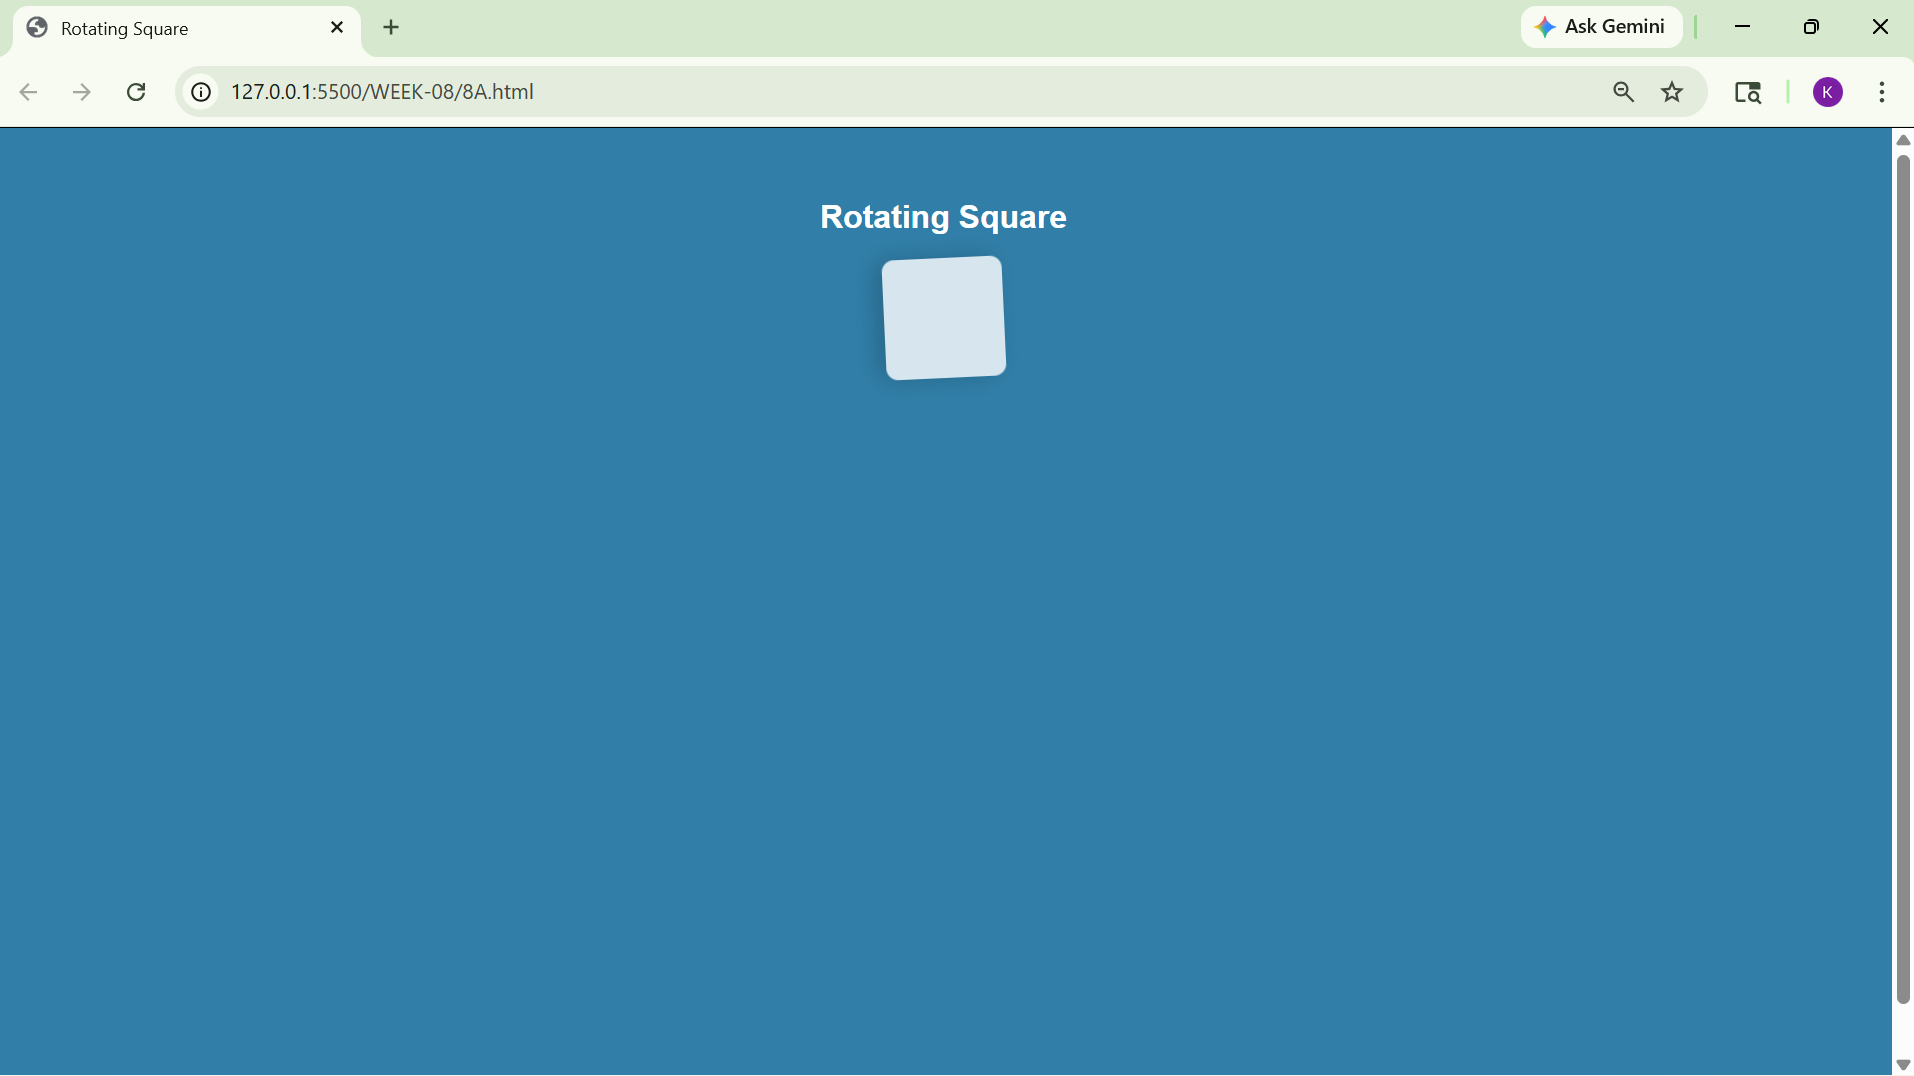 Rotating Square
Ask Gemini
127.0.0.1:5500/WEEK-08/8A.html
K
Rotating Square